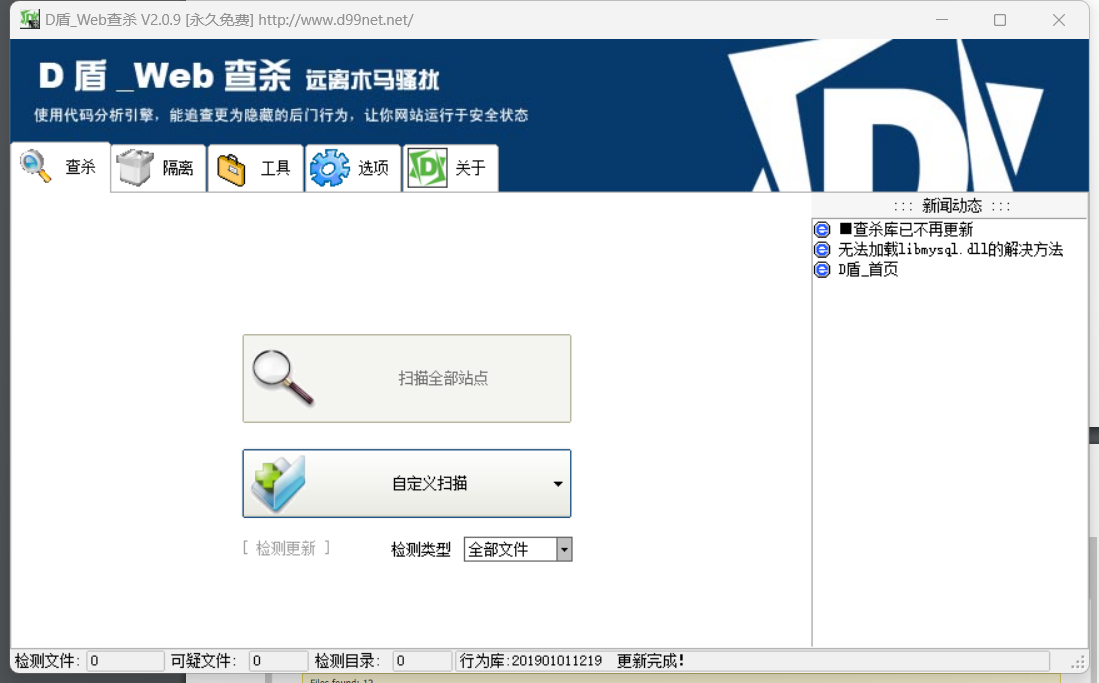 D盾_Web查杀 V2.0.9 [永久免费] http://www.d99net.net/
D 盾 _Web 查杀 远离木马骚扰
使用代码分析引擎，能追查更为隐藏的后门行为，让你网站运行于安全状态
查杀 隔离 工具 选项 关于
::: 新闻动态 :::
■查杀库已不再更新
无法加载libmysql.dll的解决方法
D盾_首页
扫描全部站点
自定义扫描
[ 检测更新 ] 检测类型 全部文件
检测文件: 0 可疑文件: 0 检测目录: 0 行为库:201901011219 更新完成!
Files found: 12